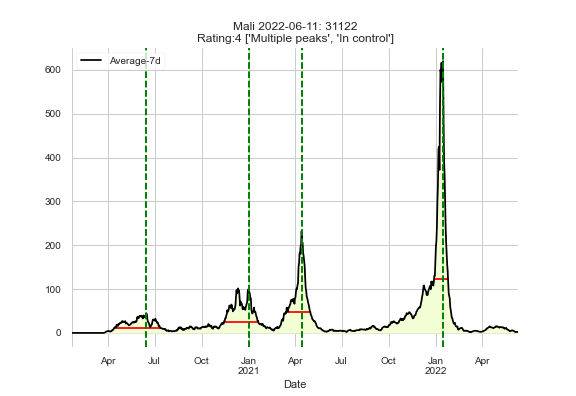 Mali 2022-06-11: 31122
Rating:4 ['Multiple peaks', 'In control']
Average-7d
600
500
400
300
200
100
0
Apr Jul Oct Jan Apr Jul Oct Jan Apr
2021 2022
Date